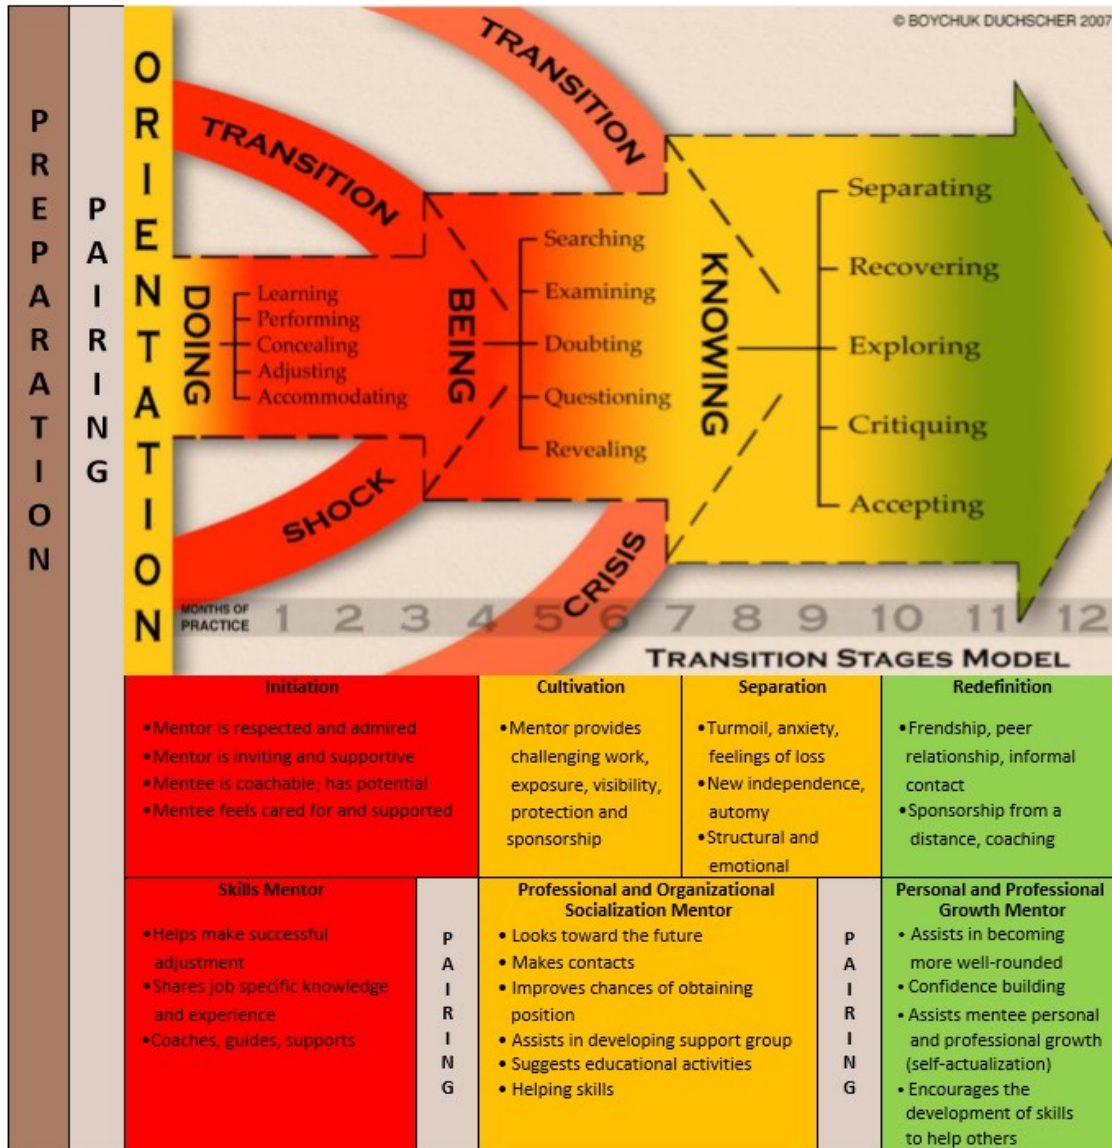 PREPARATION
PAIRING
ORIENTATION
© BOYCHUK DUCHSCHER 2007
TRANSITION
TRANSITION
DOING
Learning
Performing
Concealing
Adjusting
Accommodating
BEING
Searching
Examining
Doubting
Questioning
Revealing
KNOWING
Separating
Recovering
Exploring
Critiquing
Accepting
SHOCK
CRISIS
MONTHS OF
PRACTICE
1 2 3 4 5 6 7 8 9 10 11 12
TRANSITION STAGES MODEL
Initiation
•Mentor is respected and admired
•Mentor is inviting and supportive
•Mentee is coachable; has potential
•Mentee feels cared for and supported
Cultivation
•Mentor provides
challenging work,
exposure, visibility,
protection and
sponsorship
Separation
•Turmoil, anxiety,
feelings of loss
•New independence,
automy
•Structural and
emotional
Redefinition
•Frendship, peer
relationship, informal
contact
•Sponsorship from a
distance, coaching
Skills Mentor
•Helps make successful
adjustment
•Shares job specific knowledge
and experience
•Coaches, guides, supports
PAIRING
Professional and Organizational
Socialization Mentor
• Looks toward the future
• Makes contacts
• Improves chances of obtaining
position
• Assists in developing support group
• Suggests educational activities
• Helping skills
PAIRING
Personal and Professional
Growth Mentor
• Assists in becoming
more well-rounded
• Confidence building
• Assists mentee personal
and professional growth
(self-actualization)
• Encourages the
development of skills
to help others